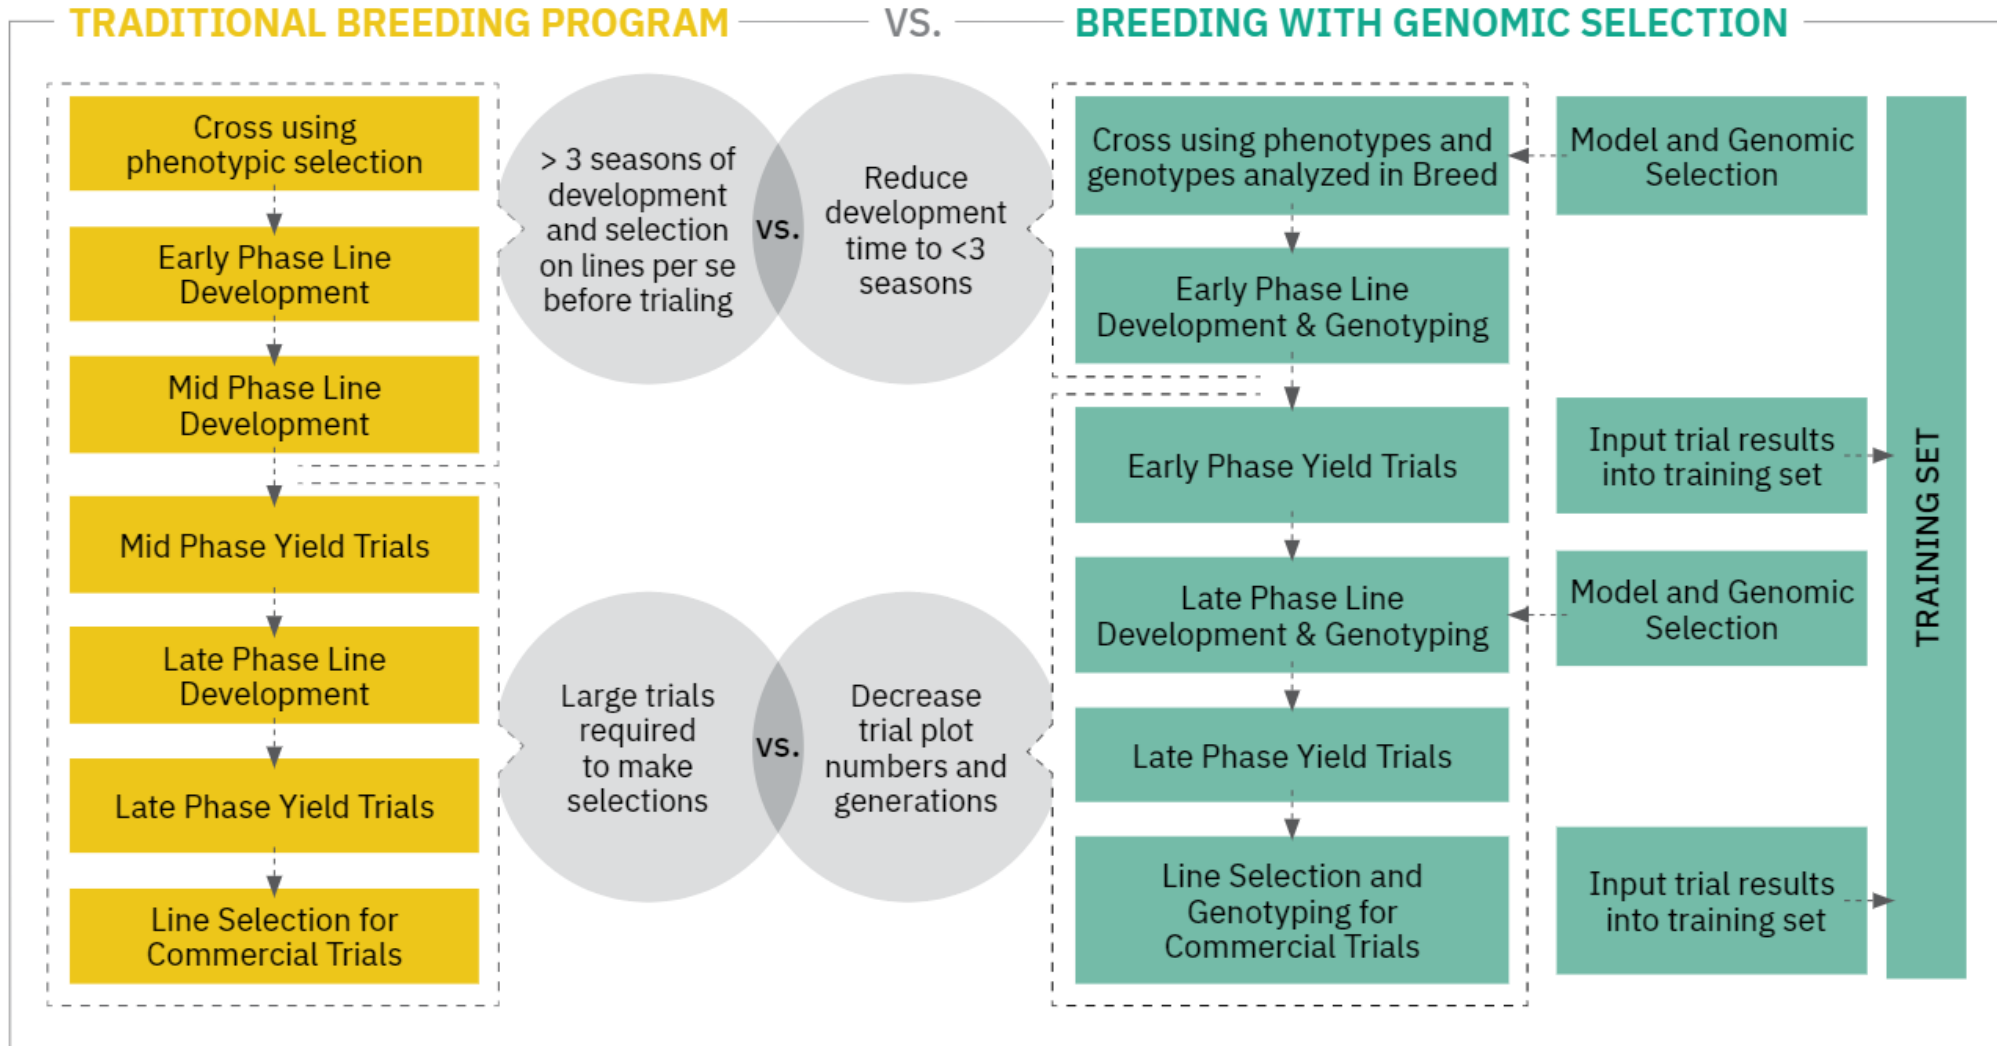 TRADITIONAL BREEDING PROGRAM
VS.
BREEDING WITH GENOMIC SELECTION
Cross using
phenotypic selection
Early Phase Line
Development
Mid Phase Line
Development
Mid Phase Yield Trials
Late Phase Line
Development
Late Phase Yield Trials
Line Selection for
Commercial Trials
> 3 seasons of
development
and selection
on lines per se
before trialing
vs.
Reduce
development
time to <3
seasons
Large trials
required
to make
selections
vs.
Decrease
trial plot
numbers and
generations
Cross using phenotypes and
genotypes analyzed in Breed
Early Phase Line
Development & Genotyping
Early Phase Yield Trials
Late Phase Line
Development & Genotyping
Late Phase Yield Trials
Line Selection and
Genotyping for
Commercial Trials
Model and Genomic
Selection
Input trial results
into training set
Model and Genomic
Selection
Input trial results
into training set
TRAINING SET